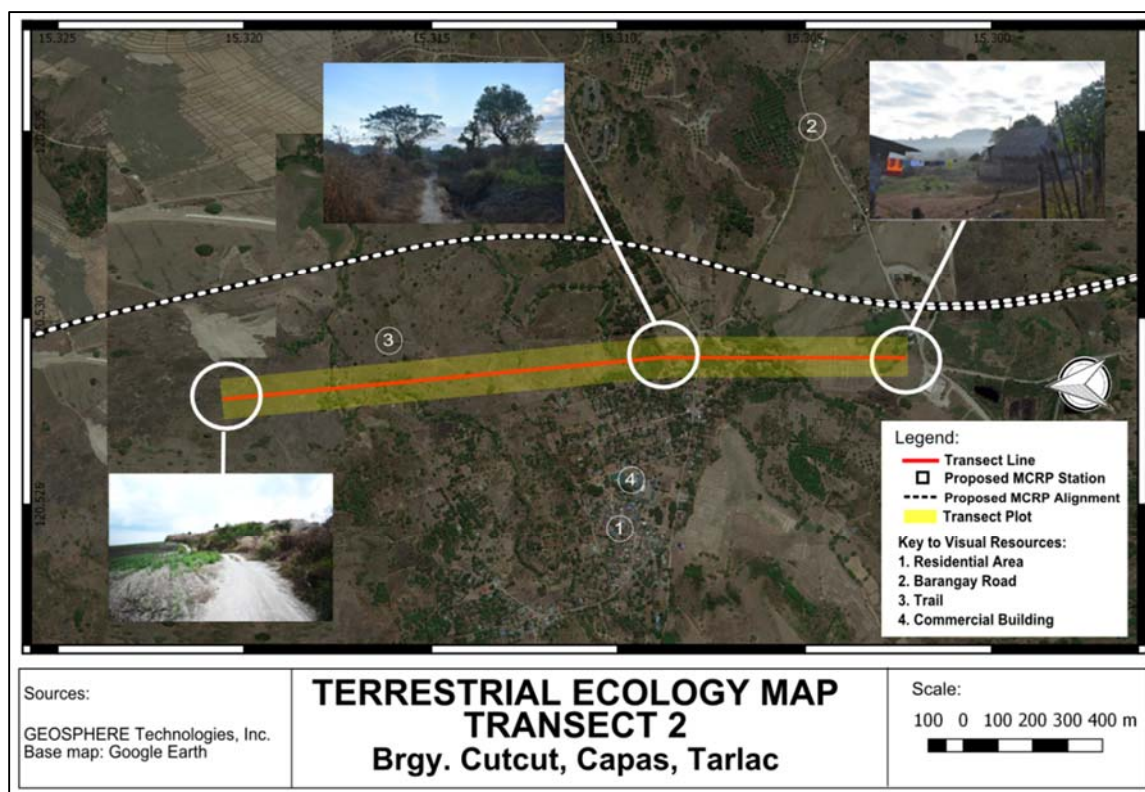 15.325 15.320 15.315 15.310 15.305 15.300
120.530
120.525
2
3
4
1
Legend:
Transect Line
Proposed MCRP Station
Proposed MCRP Alignment
Transect Plot
Key to Visual Resources:
1. Residential Area
2. Barangay Road
3. Trail
4. Commercial Building
Sources:
GEOSPHERE Technologies, Inc.
Base map: Google Earth
TERRESTRIAL ECOLOGY MAP
TRANSECT 2
Brgy. Cutcut, Capas, Tarlac
Scale:
100 0 100 200 300 400 m